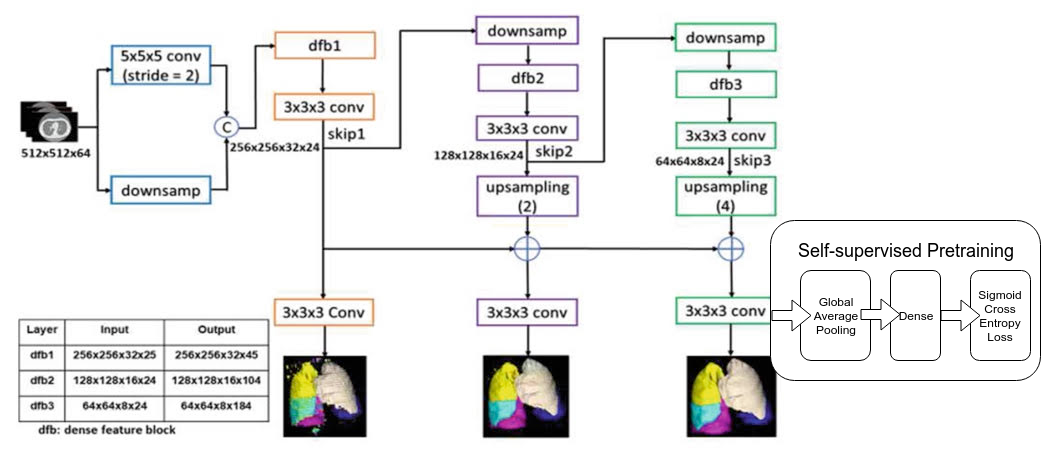 512x512x64
5x5x5 conv
(stride = 2)
downsamp
C
256x256x32x24
dfb1
3x3x3 conv
skip1
3x3x3 Conv
downsamp
dfb2
3x3x3 conv
128x128x16x24
skip2
upsampling
(2)
3x3x3 conv
downsamp
dfb3
3x3x3 conv
64x64x8x24
skip3
upsampling
(4)
3x3x3 conv
Self-supervised Pretraining
Global
Average
Pooling
Dense
Sigmoid
Cross
Entropy
Loss
Layer Input Output
dfb1 256x256x32x25 256x256x32x45
dfb2 128x128x16x24 128x128x16x104
dfb3 64x64x8x24 64x64x8x184
dfb: dense feature block